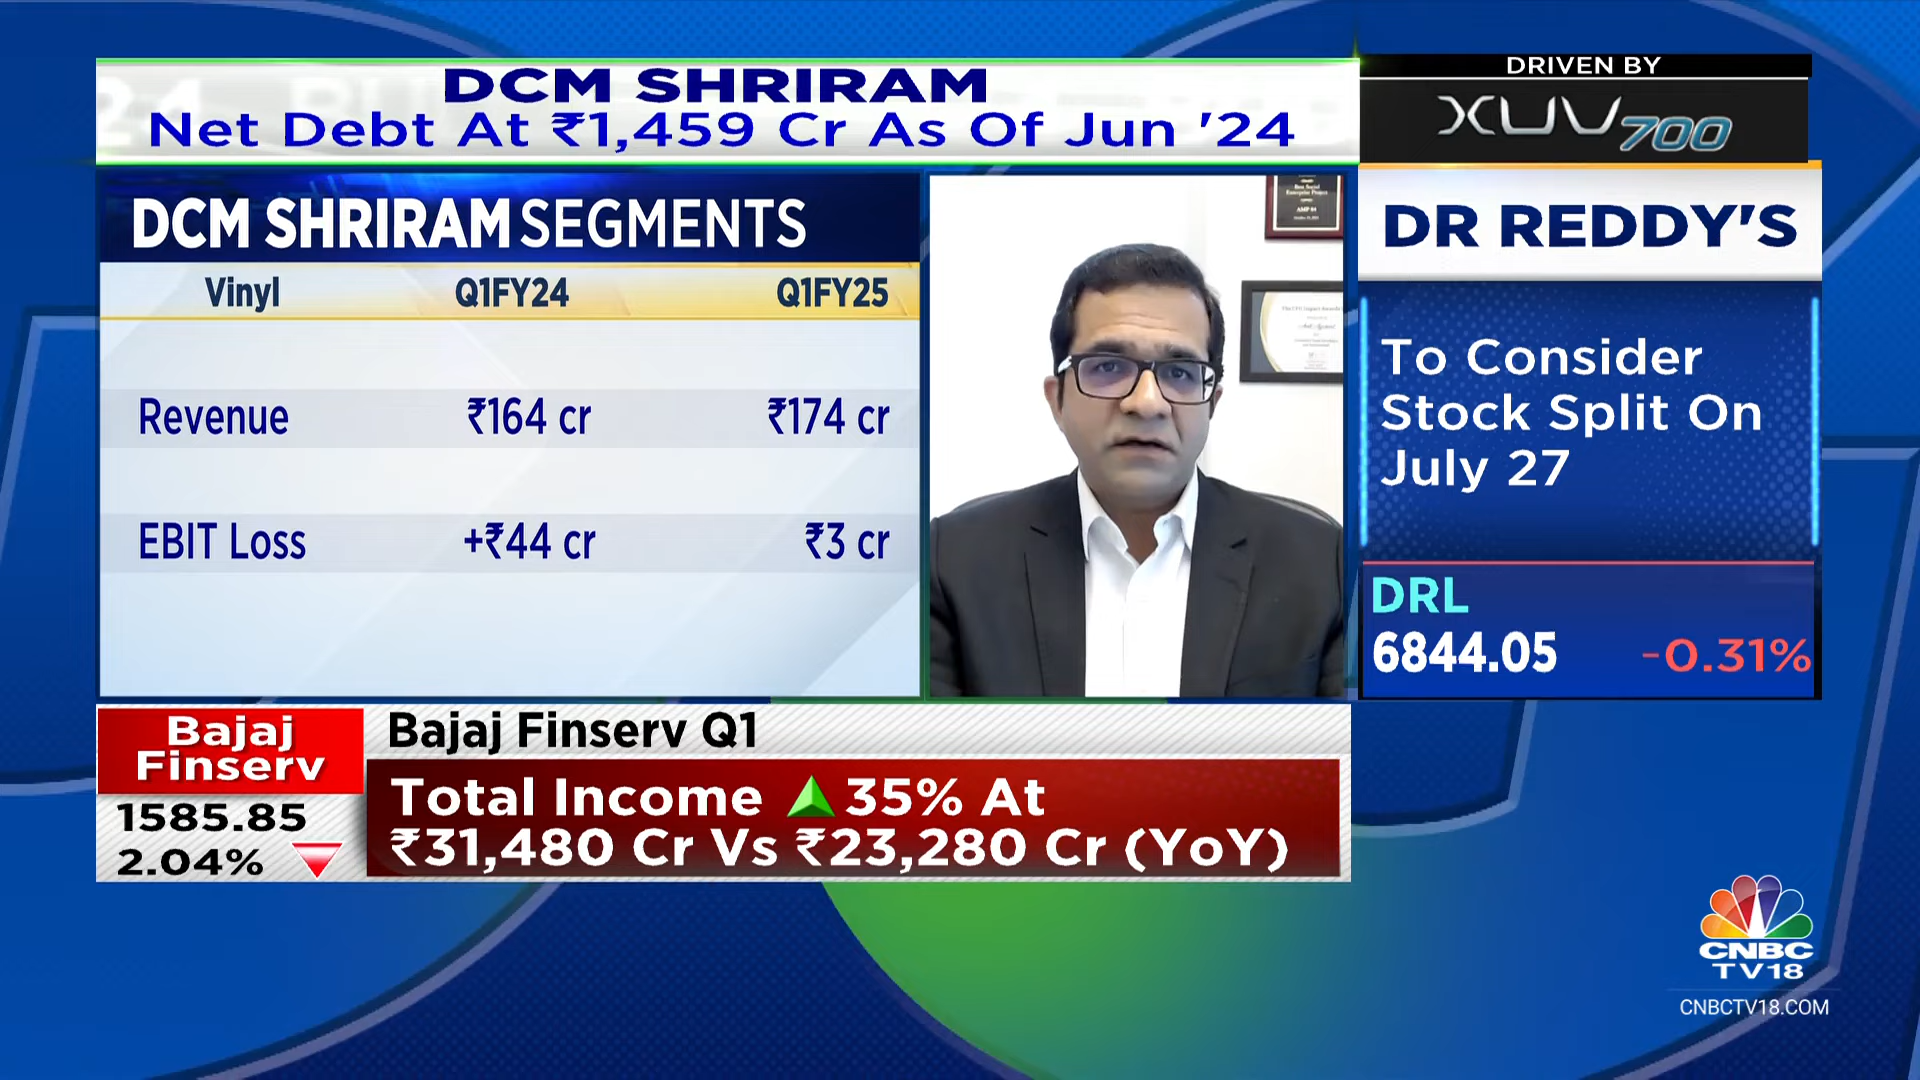 DCM SHRIRAM
Net Debt At ₹1,459 Cr As Of Jun '24
DRIVEN BY
XUV700
DCM SHRIRAM SEGMENTS
Vinyl Q1FY24 Q1FY25
Revenue ₹164 cr ₹174 cr
EBIT Loss +₹44 cr ₹3 cr
DR REDDY'S
To Consider
Stock Split On
July 27
DRL
6844.05 -0.31%
Bajaj
Finserv
1585.85
2.04%
Bajaj Finserv Q1
Total Income 35% At
₹31,480 Cr Vs ₹23,280 Cr (YoY)
CNBC
TV18
CNBCTV18.COM